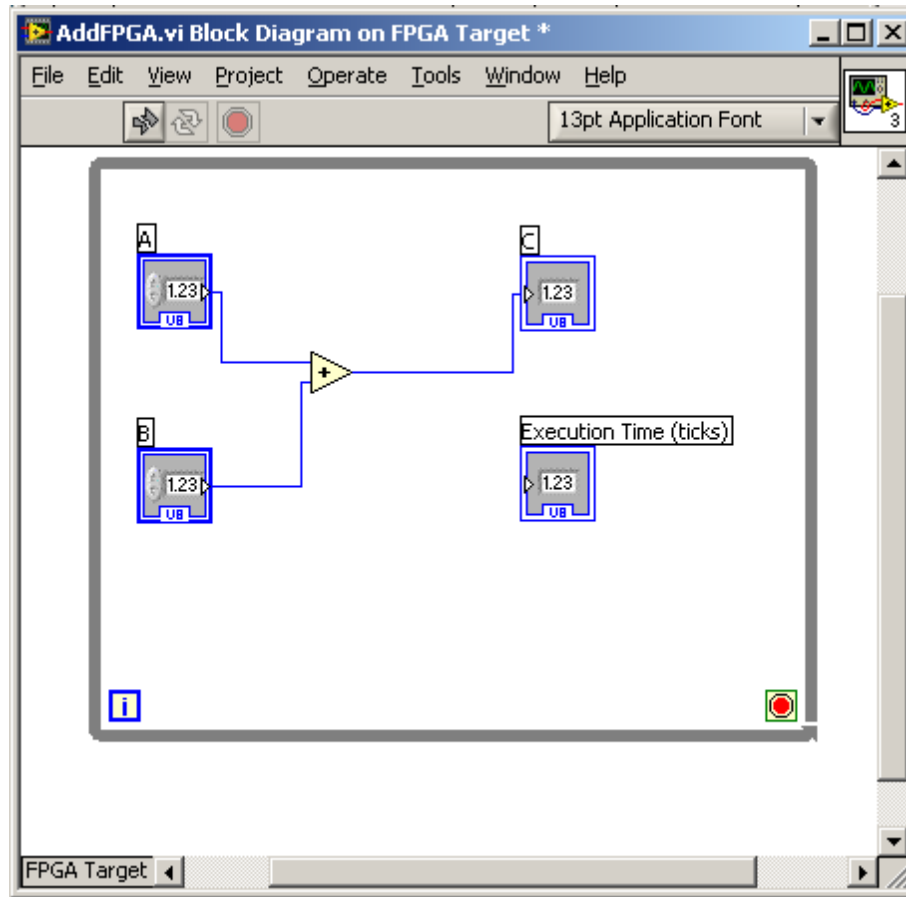 AddFPGA.vi Block Diagram on FPGA Target *
File Edit View Project Operate Tools Window Help
13pt Application Font
3
A
1.23
U8
C
1.23
U8
+
B
1.23
U8
Execution Time (ticks)
1.23
U8
i
FPGA Target